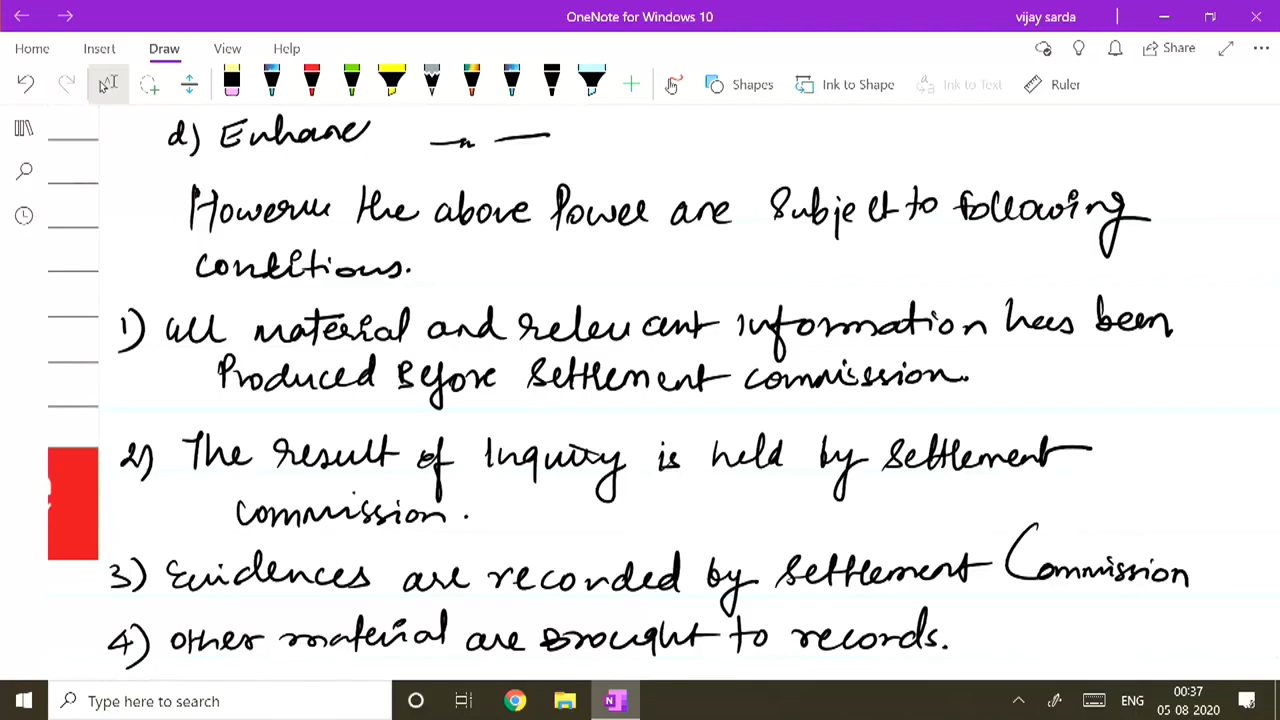 OneNote for Windows 10
vijay sarda
Home Insert Draw View Help
Share
Shapes Ink to Shape Ink to Text Ruler
d) Enhance —"—
However the above Power are Subject to following
conditions.
1) all material and relevant information has been
Produced Before Settlement commission.
2) The result of Inquiry is held by Settlement
commission.
3) Evidences are recorded by Settlement Commission
4) other material are Brought to records.
Type here to search
ENG
00:37
05-08-2020